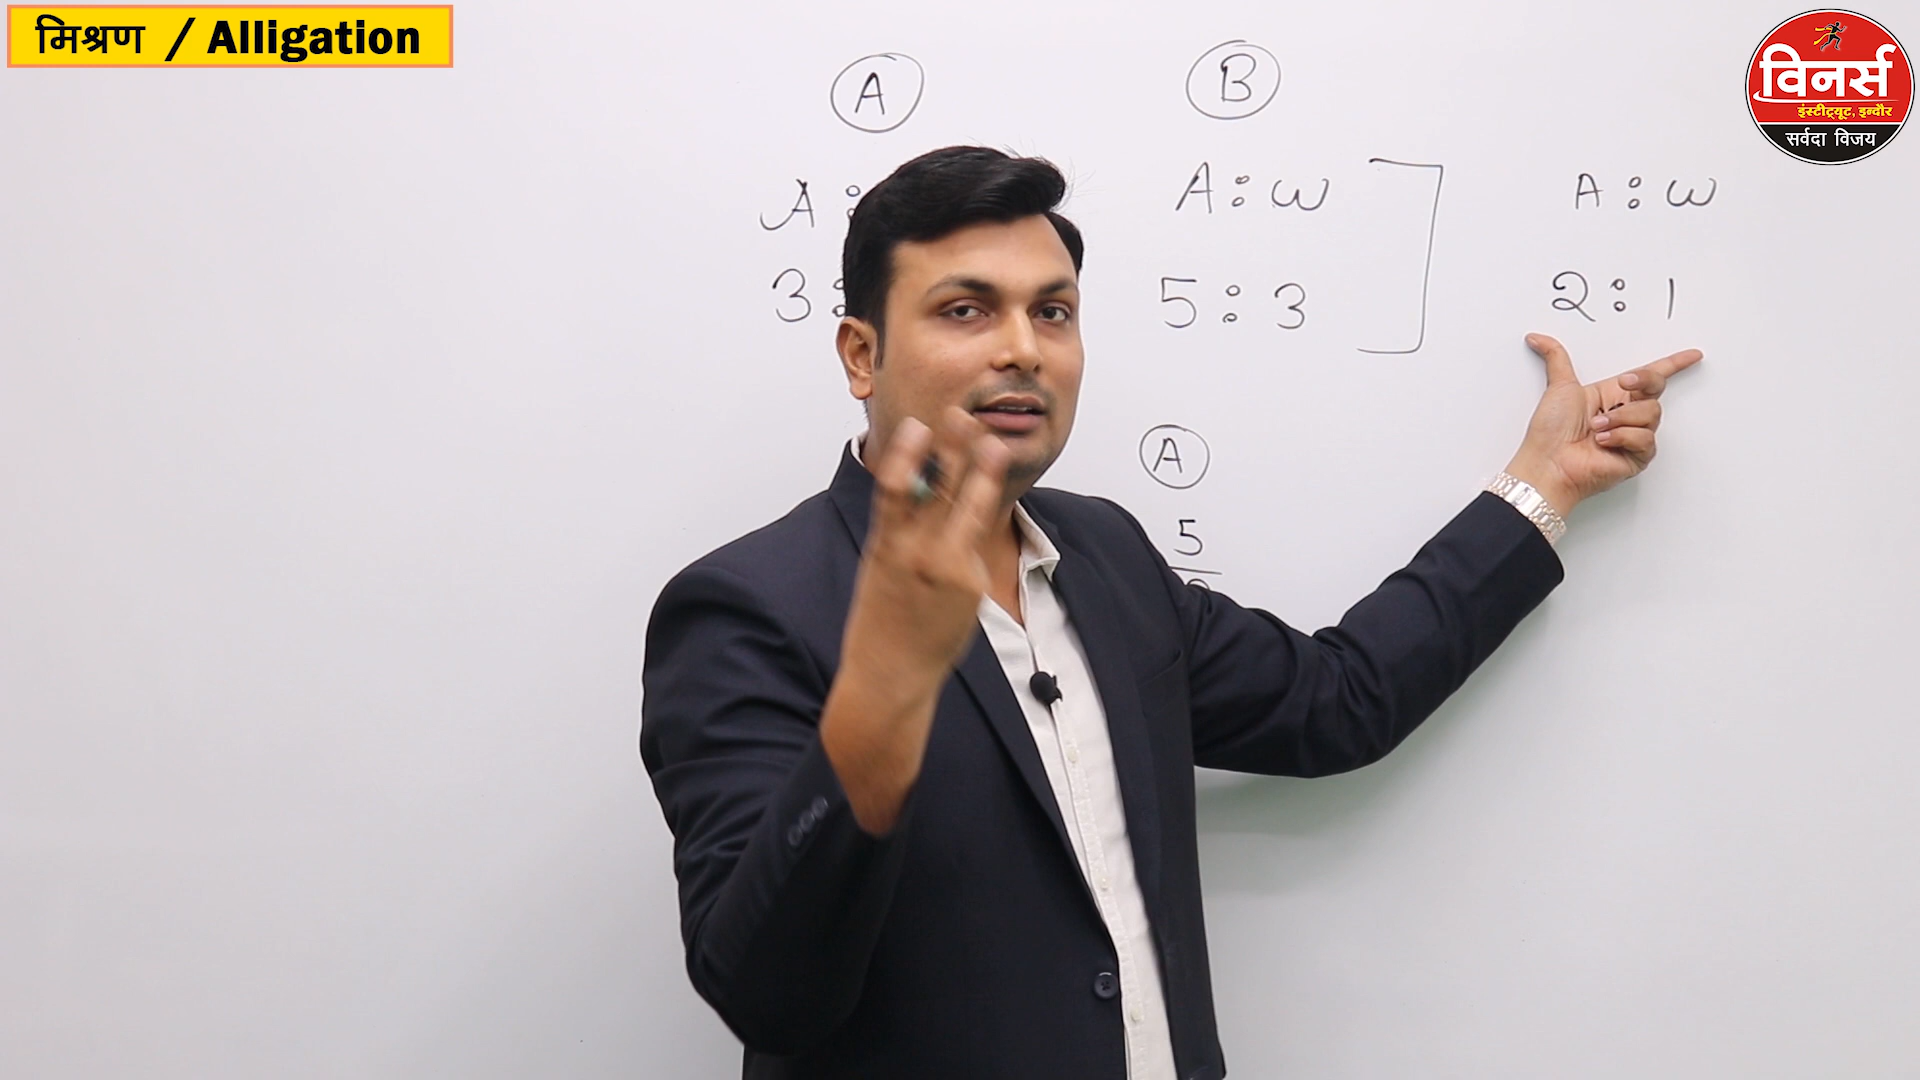 मिश्रण / Alligation
विनर्स
इंस्टीट्यूट, इन्दौर
सर्वदा विजय
A
B
A :
A : W
A : W
3 :
5 : 3
2 : 1
A
5